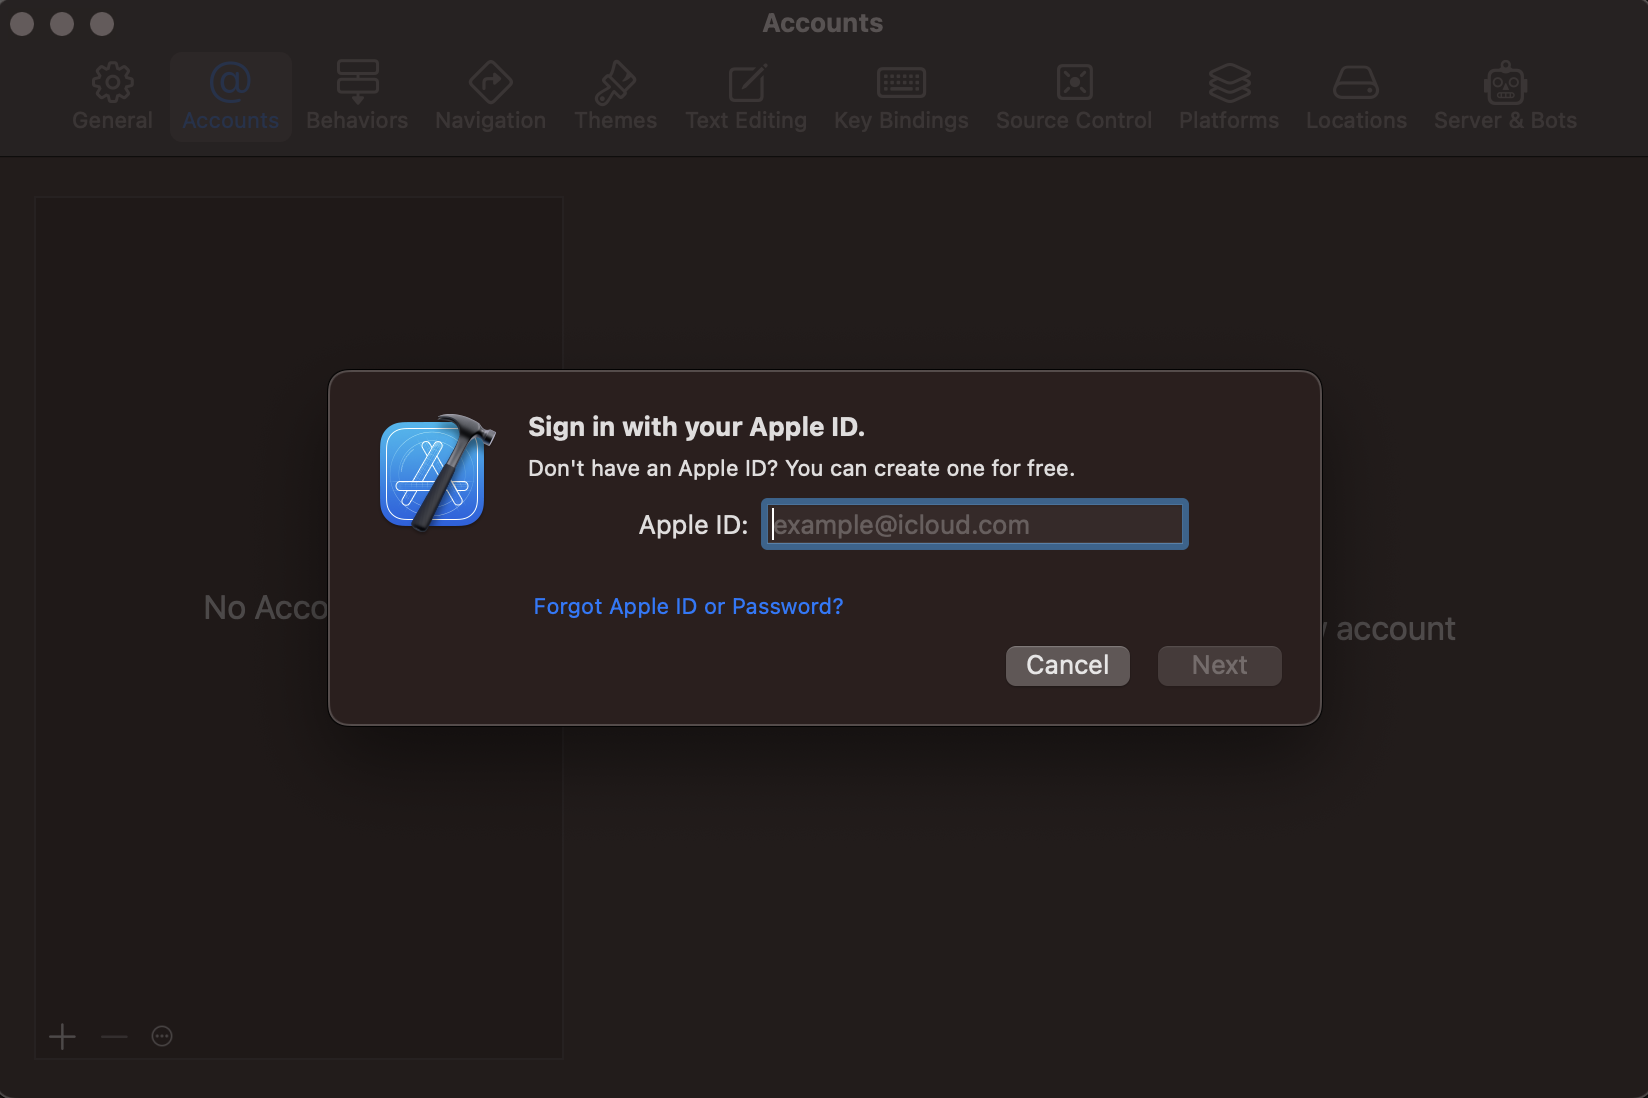 Accounts
General Accounts Behaviors Navigation Themes Text Editing Key Bindings Source Control Platforms Locations Server & Bots
Sign in with your Apple ID.
Don't have an Apple ID? You can create one for free.
Apple ID: example@icloud.com
No Acco
account
Forgot Apple ID or Password?
Cancel Next